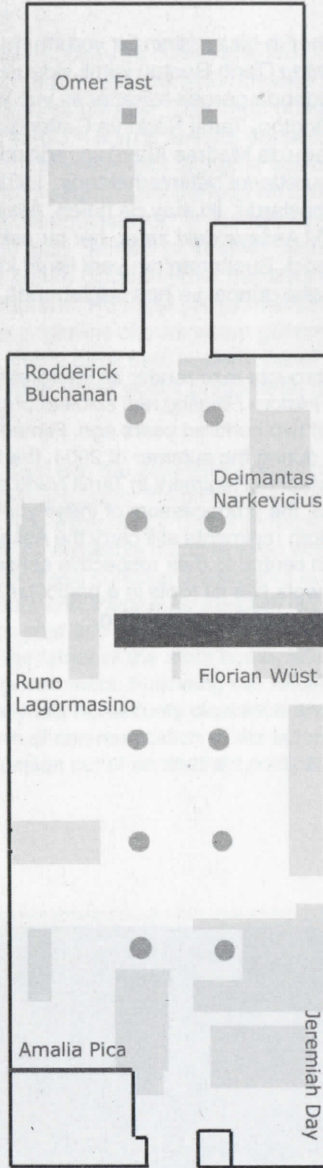 Omer Fast
Rodderick
Buchanan
Deimantas
Narkevicius
Florian Wüst
Runo
Lagormasino
Amalia Pica
Jeremiah Day